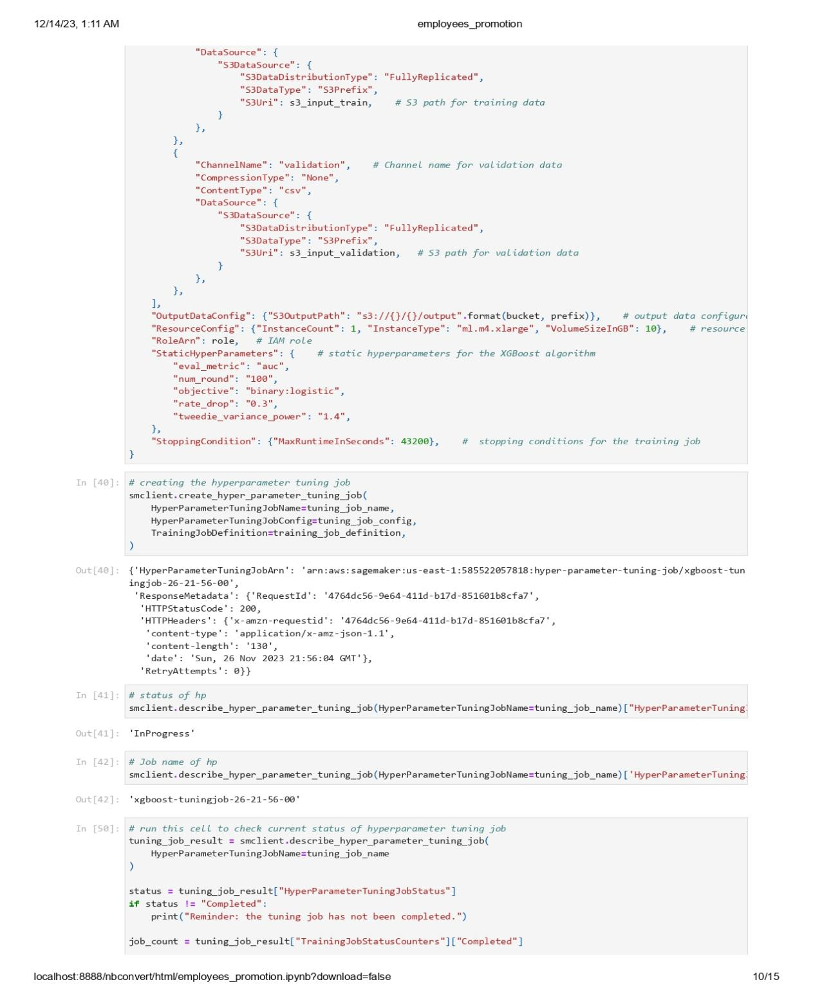 12/14/23, 1:11 AM employees_promotion
"DataSource": {
"S3DataSource": {
"S3DataDistributionType": "FullyReplicated",
"S3DataType": "S3Prefix",
"S3Uri": s3_input_train, # S3 path for training data
}
},
},
{
"ChannelName": "validation", # Channel name for validation data
"CompressionType": "None",
"ContentType": "csv",
"DataSource": {
"S3DataSource": {
"S3DataDistributionType": "FullyReplicated",
"S3DataType": "S3Prefix",
"S3Uri": s3_input_validation, # S3 path for validation data
}
},
},
],
"OutputDataConfig": {"S3OutputPath": "s3://{}/{}/output".format(bucket, prefix)}, # output data configur
"ResourceConfig": {"InstanceCount": 1, "InstanceType": "ml.m4.xlarge", "VolumeSizeInGB": 10}, # resource
"RoleArn": role, # IAM role
"StaticHyperParameters": { # static hyperparameters for the XGBoost algorithm
"eval_metric": "auc",
"num_round": "100",
"objective": "binary:logistic",
"rate_drop": "0.3",
"tweedie_variance_power": "1.4",
},
"StoppingCondition": {"MaxRuntimeInSeconds": 43200}, # stopping conditions for the training job
}
In [40]: # creating the hyperparameter tuning job
smclient.create_hyper_parameter_tuning_job(
HyperParameterTuningJobName=tuning_job_name,
HyperParameterTuningJobConfig=tuning_job_config,
TrainingJobDefinition=training_job_definition,
)
Out[40]: {'HyperParameterTuningJobArn': 'arn:aws:sagemaker:us-east-1:585522057818:hyper-parameter-tuning-job/xgboost-tun
ingjob-26-21-56-00',
'ResponseMetadata': {'RequestId': '4764dc56-9e64-411d-b17d-851601b8cfa7',
'HTTPStatusCode': 200,
'HTTPHeaders': {'x-amzn-requestid': '4764dc56-9e64-411d-b17d-851601b8cfa7',
'content-type': 'application/x-amz-json-1.1',
'content-length': '130',
'date': 'Sun, 26 Nov 2023 21:56:04 GMT'},
'RetryAttempts': 0}}
In [41]: # status of hp
smclient.describe_hyper_parameter_tuning_job(HyperParameterTuningJobName=tuning_job_name)["HyperParameterTuning
Out[41]: 'InProgress'
In [42]: # Job name of hp
smclient.describe_hyper_parameter_tuning_job(HyperParameterTuningJobName=tuning_job_name)['HyperParameterTuning
Out[42]: 'xgboost-tuningjob-26-21-56-00'
In [50]: # run this cell to check current status of hyperparameter tuning job
tuning_job_result = smclient.describe_hyper_parameter_tuning_job(
HyperParameterTuningJobName=tuning_job_name
)
status = tuning_job_result["HyperParameterTuningJobStatus"]
if status != "Completed":
print("Reminder: the tuning job has not been completed.")
job_count = tuning_job_result["TrainingJobStatusCounters"]["Completed"]
localhost:8888/nbconvert/html/employees_promotion.ipynb?download=false 10/15